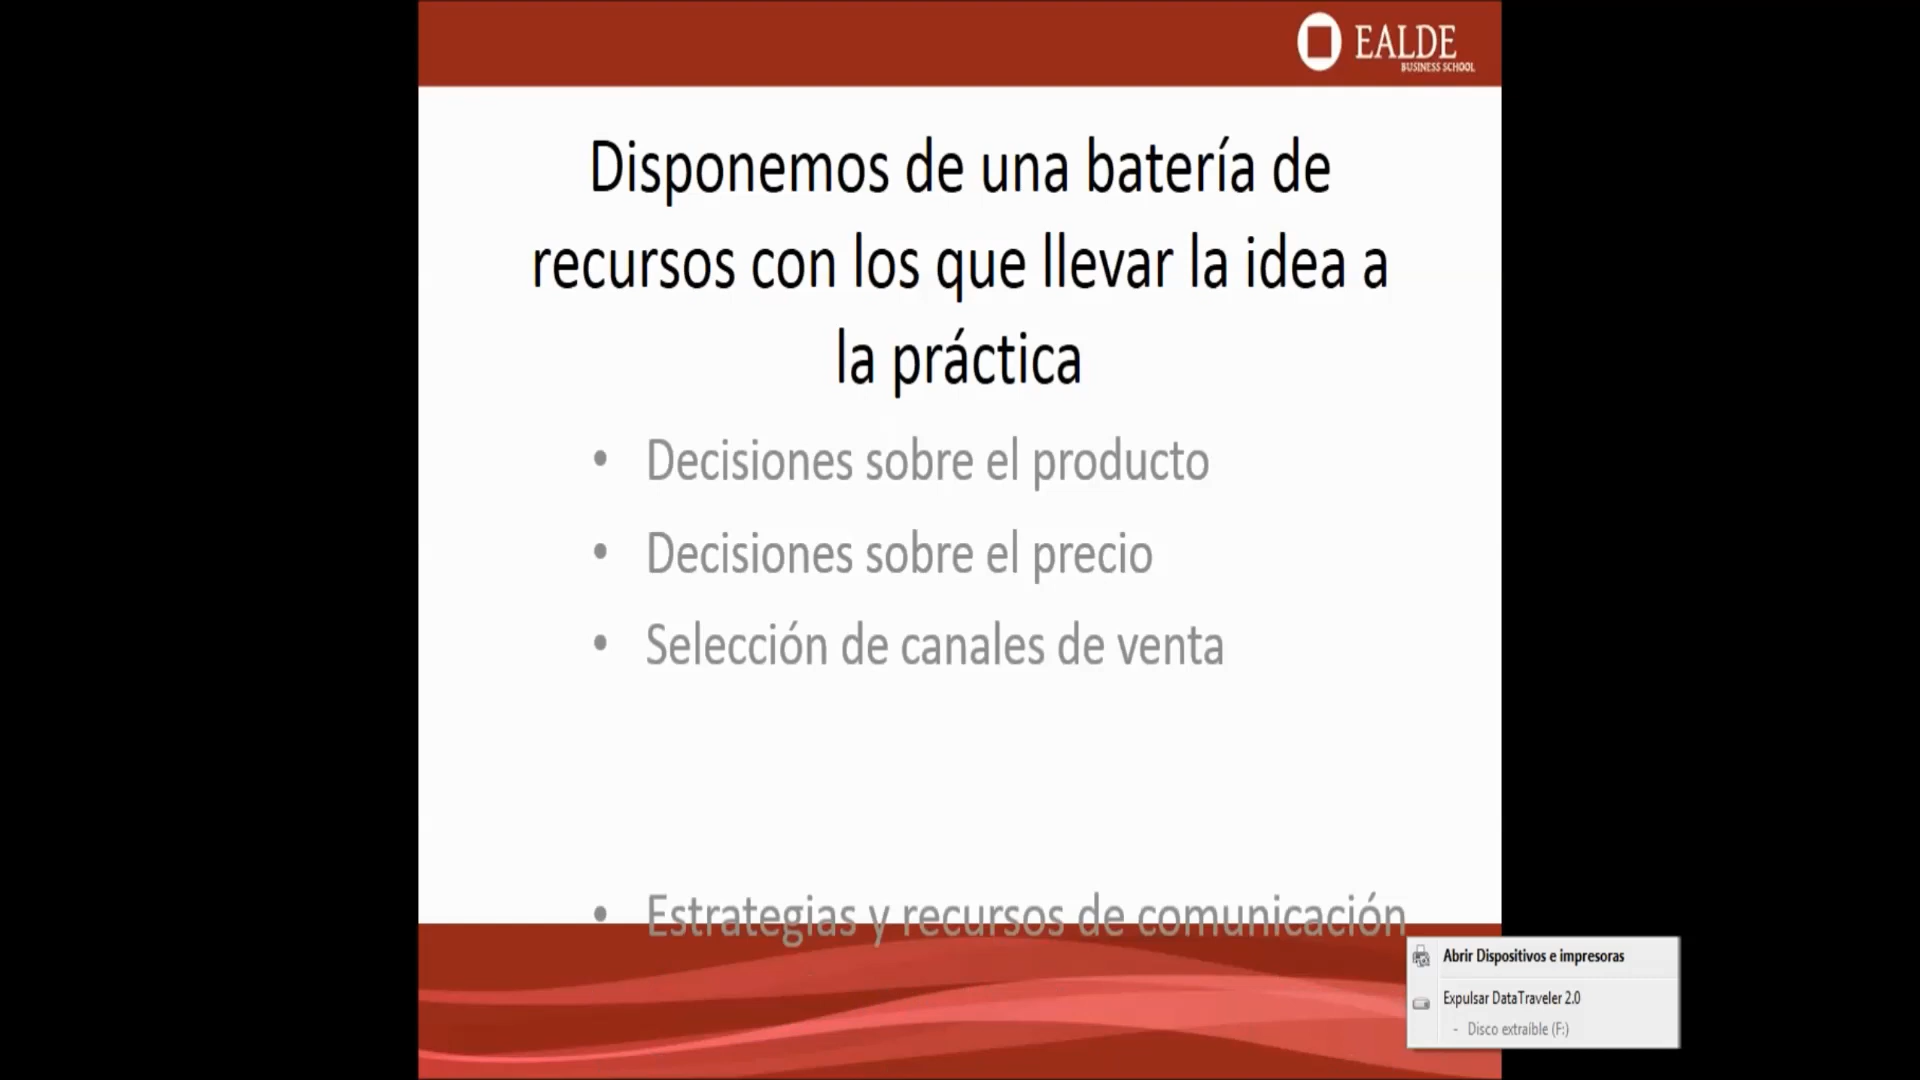 EALDE
BUSINESS SCHOOL
Disponemos de una batería de
recursos con los que llevar la idea a
la práctica
• Decisiones sobre el producto
• Decisiones sobre el precio
• Selección de canales de venta
• Estrategias y recursos de comunicación
Abrir Dispositivos e impresoras
Expulsar DataTraveler 2.0
- Disco extraíble (F:)